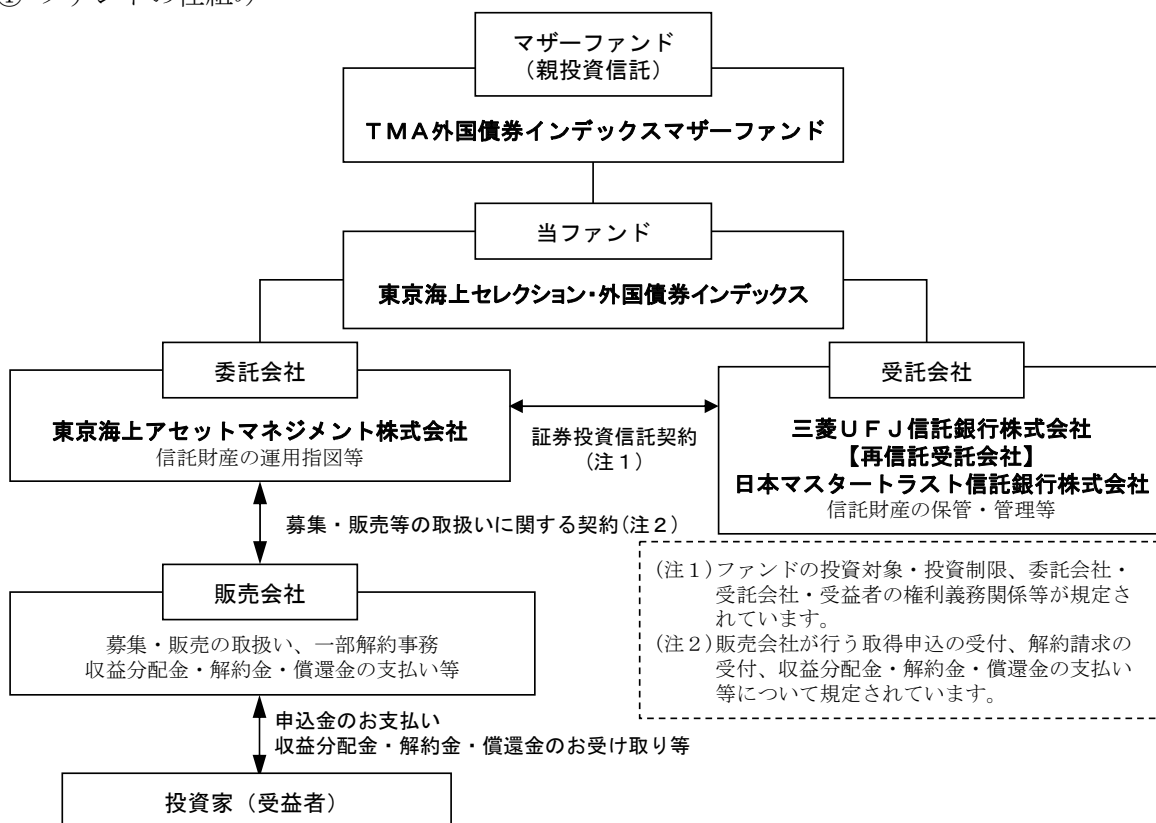 ① ファンドの仕組み
マザーファンド
（親投資信託）
ＴＭＡ外国債券インデックスマザーファンド
当ファンド
東京海上セレクション・外国債券インデックス
委託会社
東京海上アセットマネジメント株式会社
信託財産の運用指図等
証券投資信託契約
(注１)
受託会社
三菱ＵＦＪ信託銀行株式会社
【再信託受託会社】
日本マスタートラスト信託銀行株式会社
信託財産の保管・管理等
募集・販売等の取扱いに関する契約(注２)
販売会社
募集・販売の取扱い、一部解約事務
収益分配金・解約金・償還金の支払い等
(注１)ファンドの投資対象・投資制限、委託会社・
受託会社・受益者の権利義務関係等が規定さ
れています。
(注２)販売会社が行う取得申込の受付、解約請求の
受付、収益分配金・解約金・償還金の支払い
等について規定されています。
申込金のお支払い
収益分配金・解約金・償還金のお受け取り等
投資家（受益者）